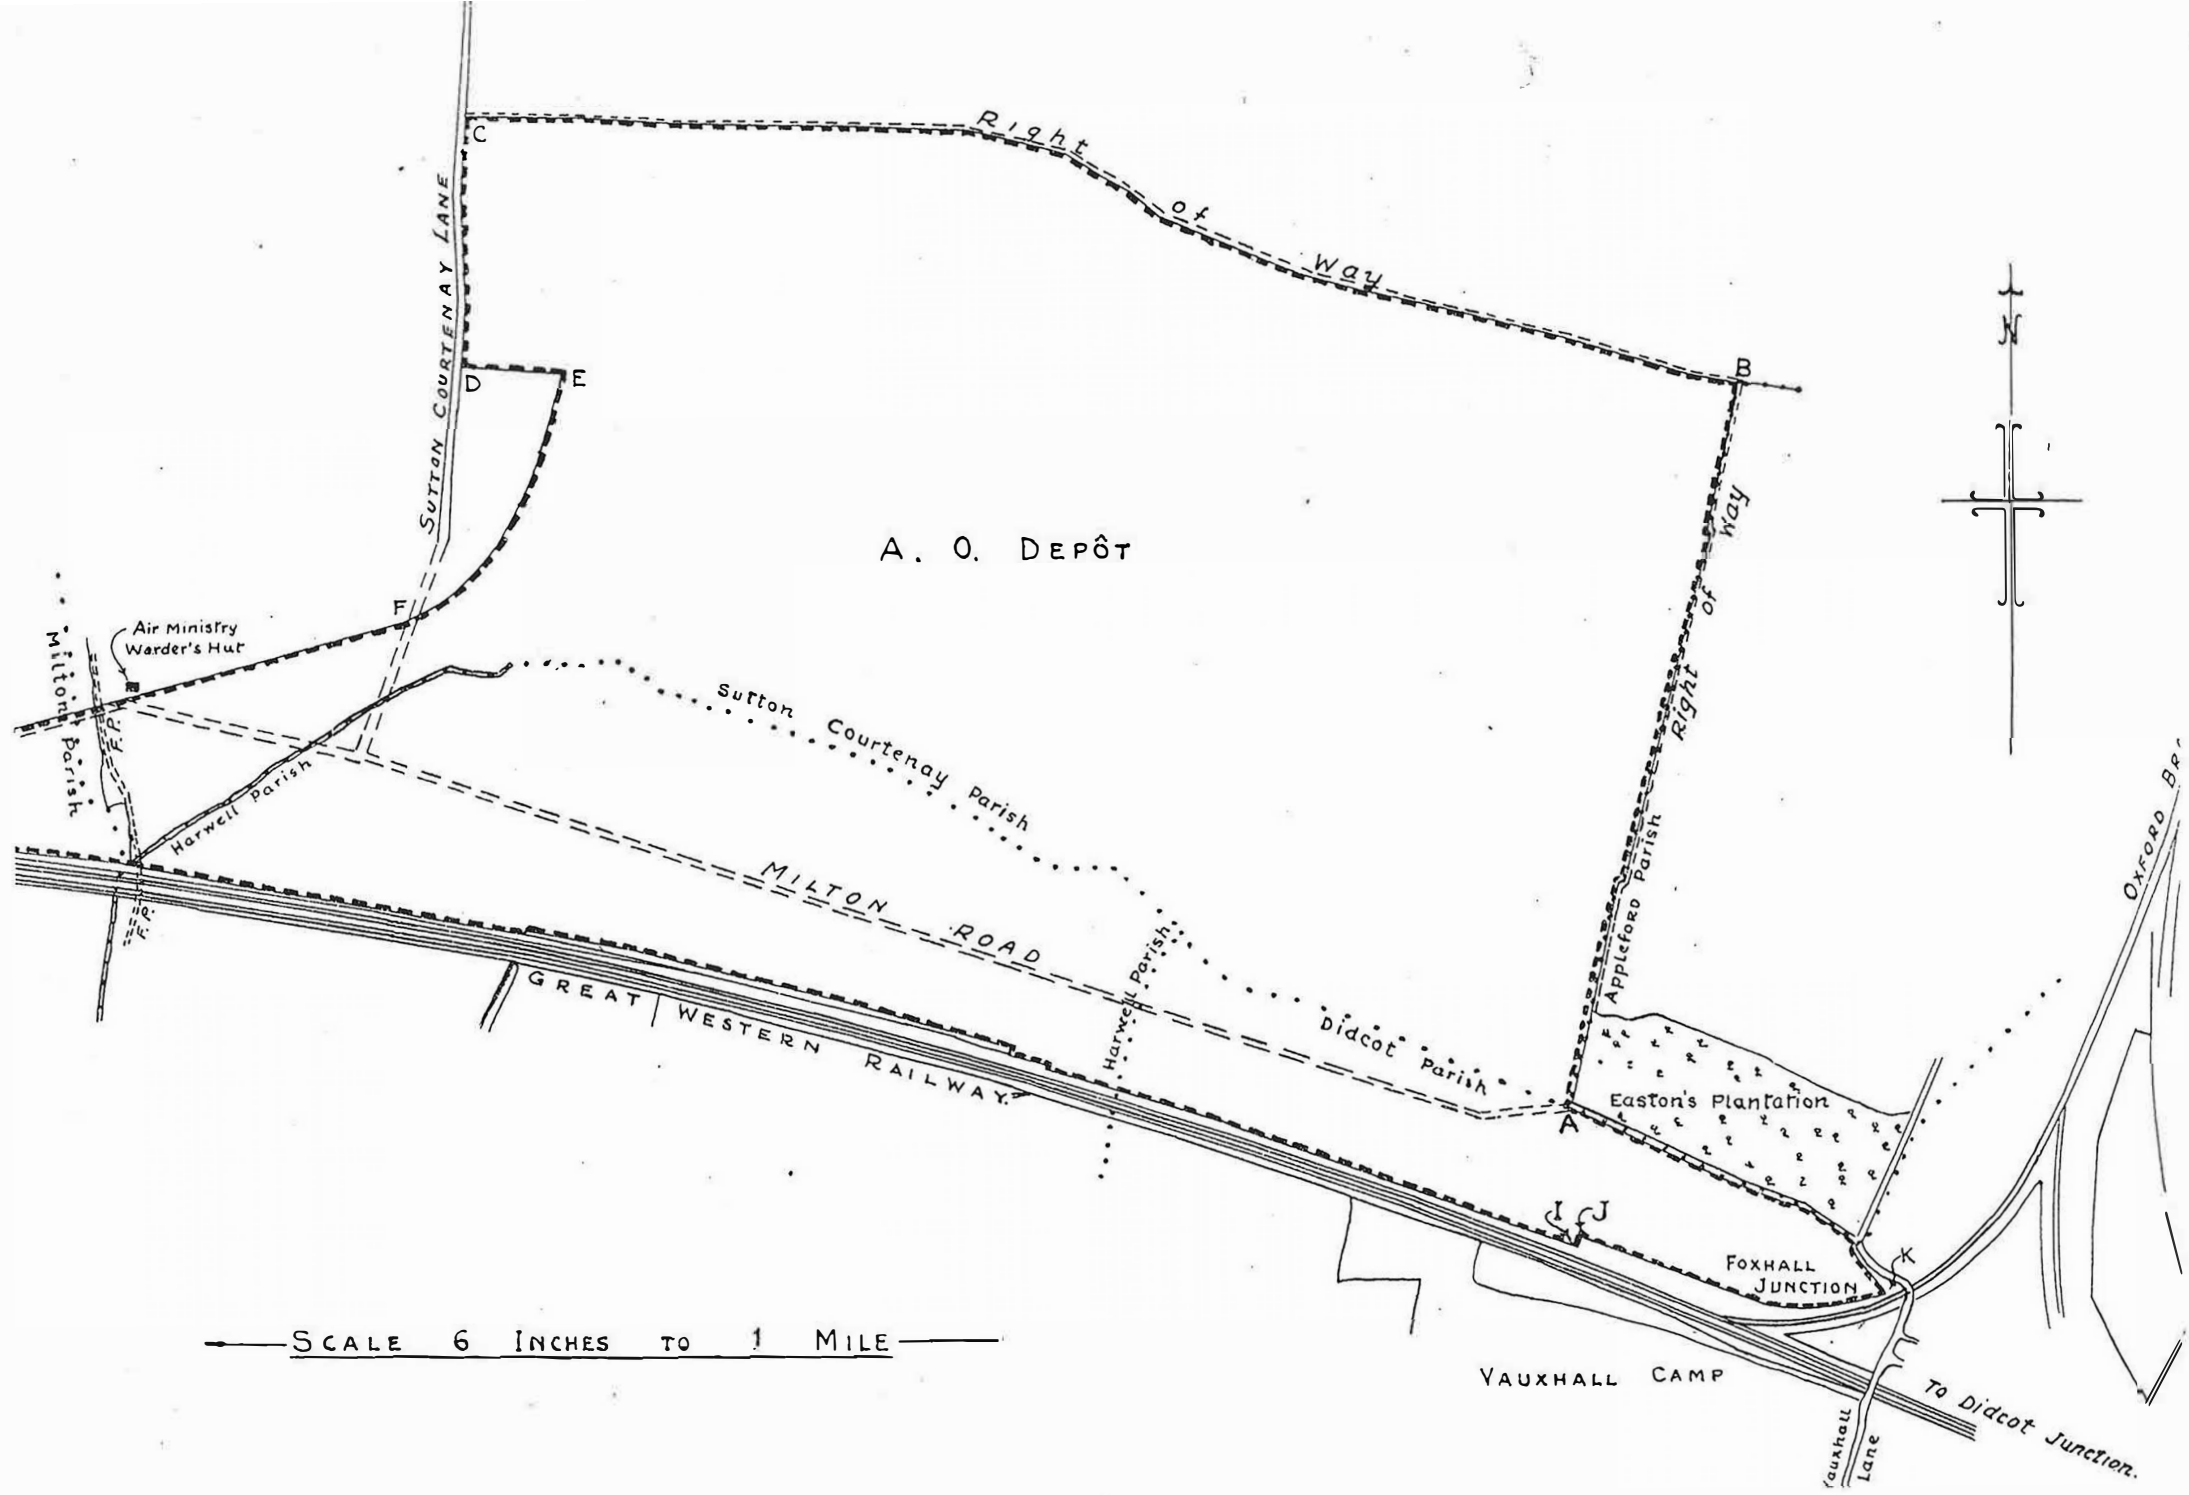 C
Right of Way
SUTTON COURTENAY LANE
N
D
E
B
Right of Way
A. O. DEPÔT
F
Air Ministry
Warder's Hut
Milton Parish
F.P.
Harwell Parish
Sutton Courtenay Parish
MILTON ROAD
Appleford Parish
OXFORD
F.P.
GREAT WESTERN RAILWAY.
Harwell Parish
Didcot Parish
Easton's Plantation
A
I
J
K
FOXHALL
JUNCTION
SCALE 6 INCHES TO 1 MILE
VAUXHALL CAMP
TO Didcot Junction.
Vauxhall
Lane